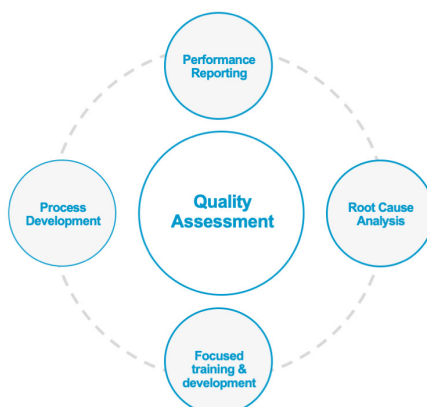 Performance
Reporting
Quality
Assessment
Process
Development
Root Cause
Analysis
Focused
training &
development